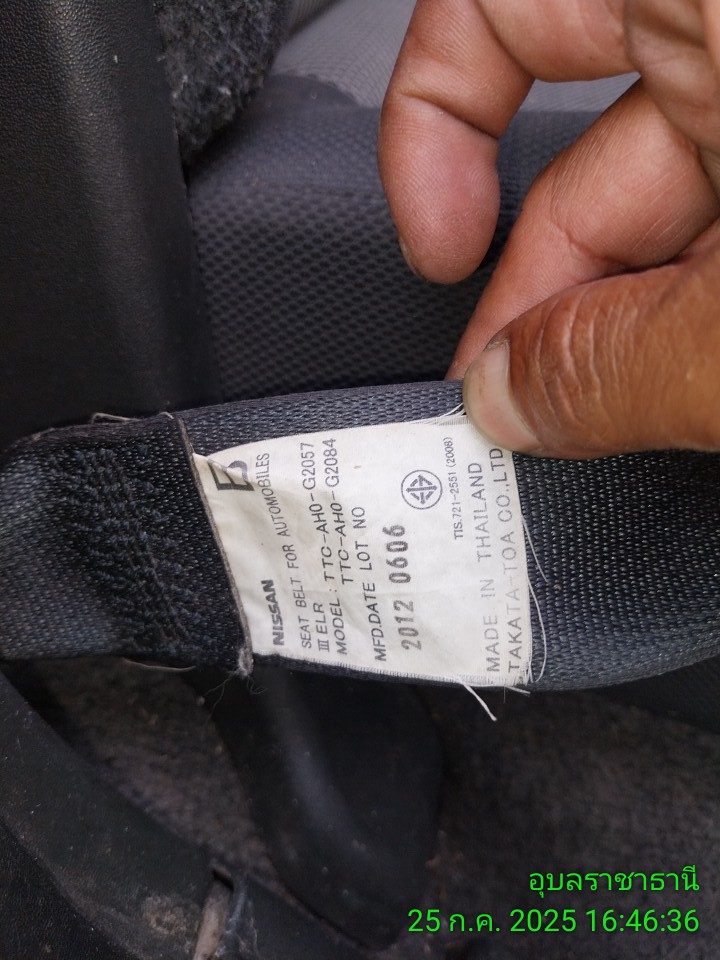 E
NISSAN
SEAT BELT FOR AUTOMOBILES
III ELR
MODEL : TTC-AH0-G2057
TTC-AH0-G2084
MFD.DATE LOT NO
2012 0606
TIS.721-2551 (2008)
MADE IN THAILAND
TAKATA-TOA CO.,LTD
อุบลราชธานี
25 ก.ค. 2025 16:46:36